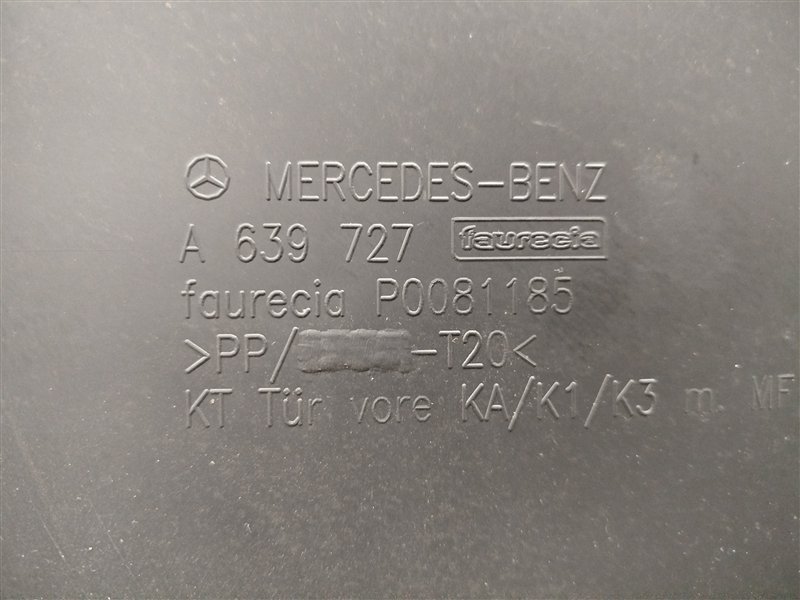 MERCEDES-BENZ
A 639 727 faurecia
faurecia P0081185
>PP/ -T20<
KT Tür vore KA/K1/K3 m. MF